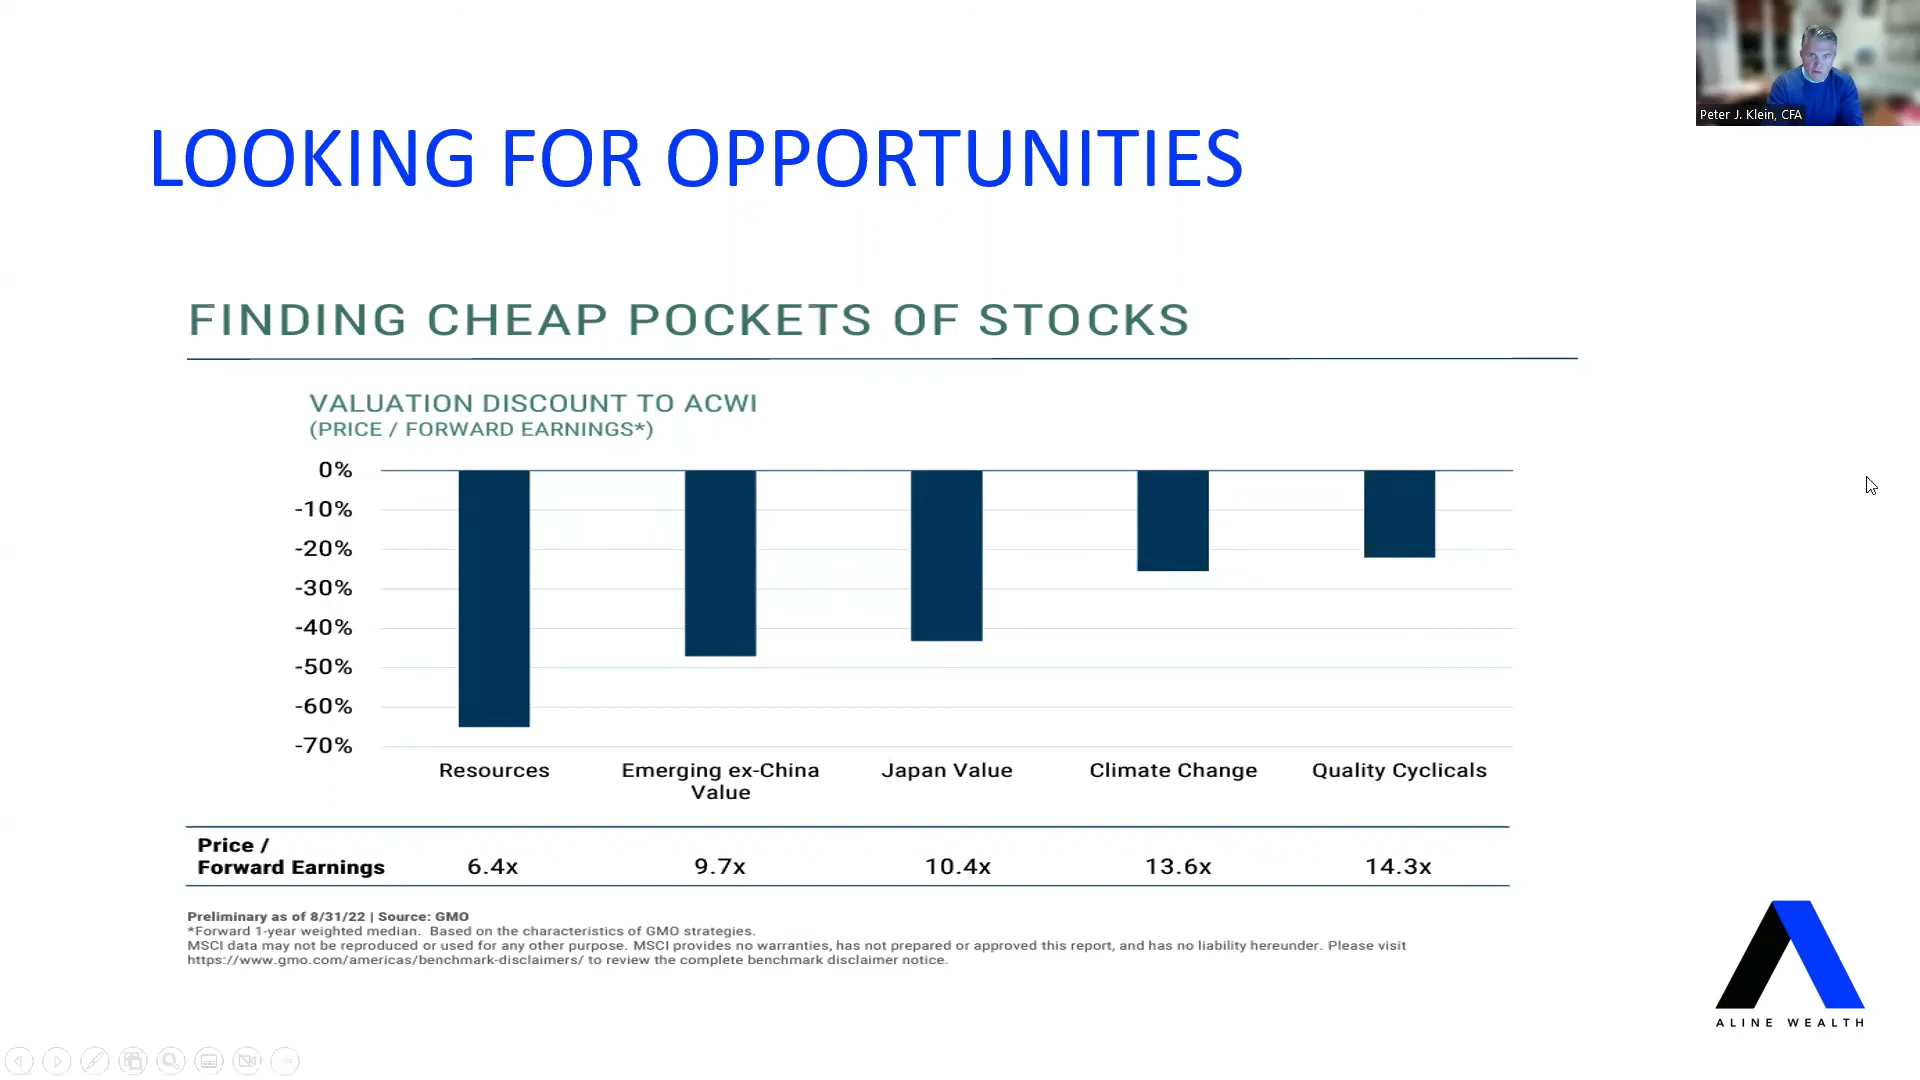 Peter J. Klein, CFA
LOOKING FOR OPPORTUNITIES
FINDING CHEAP POCKETS OF STOCKS
VALUATION DISCOUNT TO ACWI
(PRICE / FORWARD EARNINGS*)
0%
-10%
-20%
-30%
-40%
-50%
-60%
-70%
Resources
Emerging ex-China
Value
Japan Value
Climate Change
Quality Cyclicals
Price /
Forward Earnings 6.4x 9.7x 10.4x 13.6x 14.3x
Preliminary as of 8/31/22 | Source: GMO
*Forward 1-year weighted median. Based on the characteristics of GMO strategies.
MSCI data may not be reproduced or used for any other purpose. MSCI provides no warranties, has not prepared or approved this report, and has no liability hereunder. Please visit
https://www.gmo.com/americas/benchmark-disclaimers/ to review the complete benchmark disclaimer notice.
ALINE WEALTH